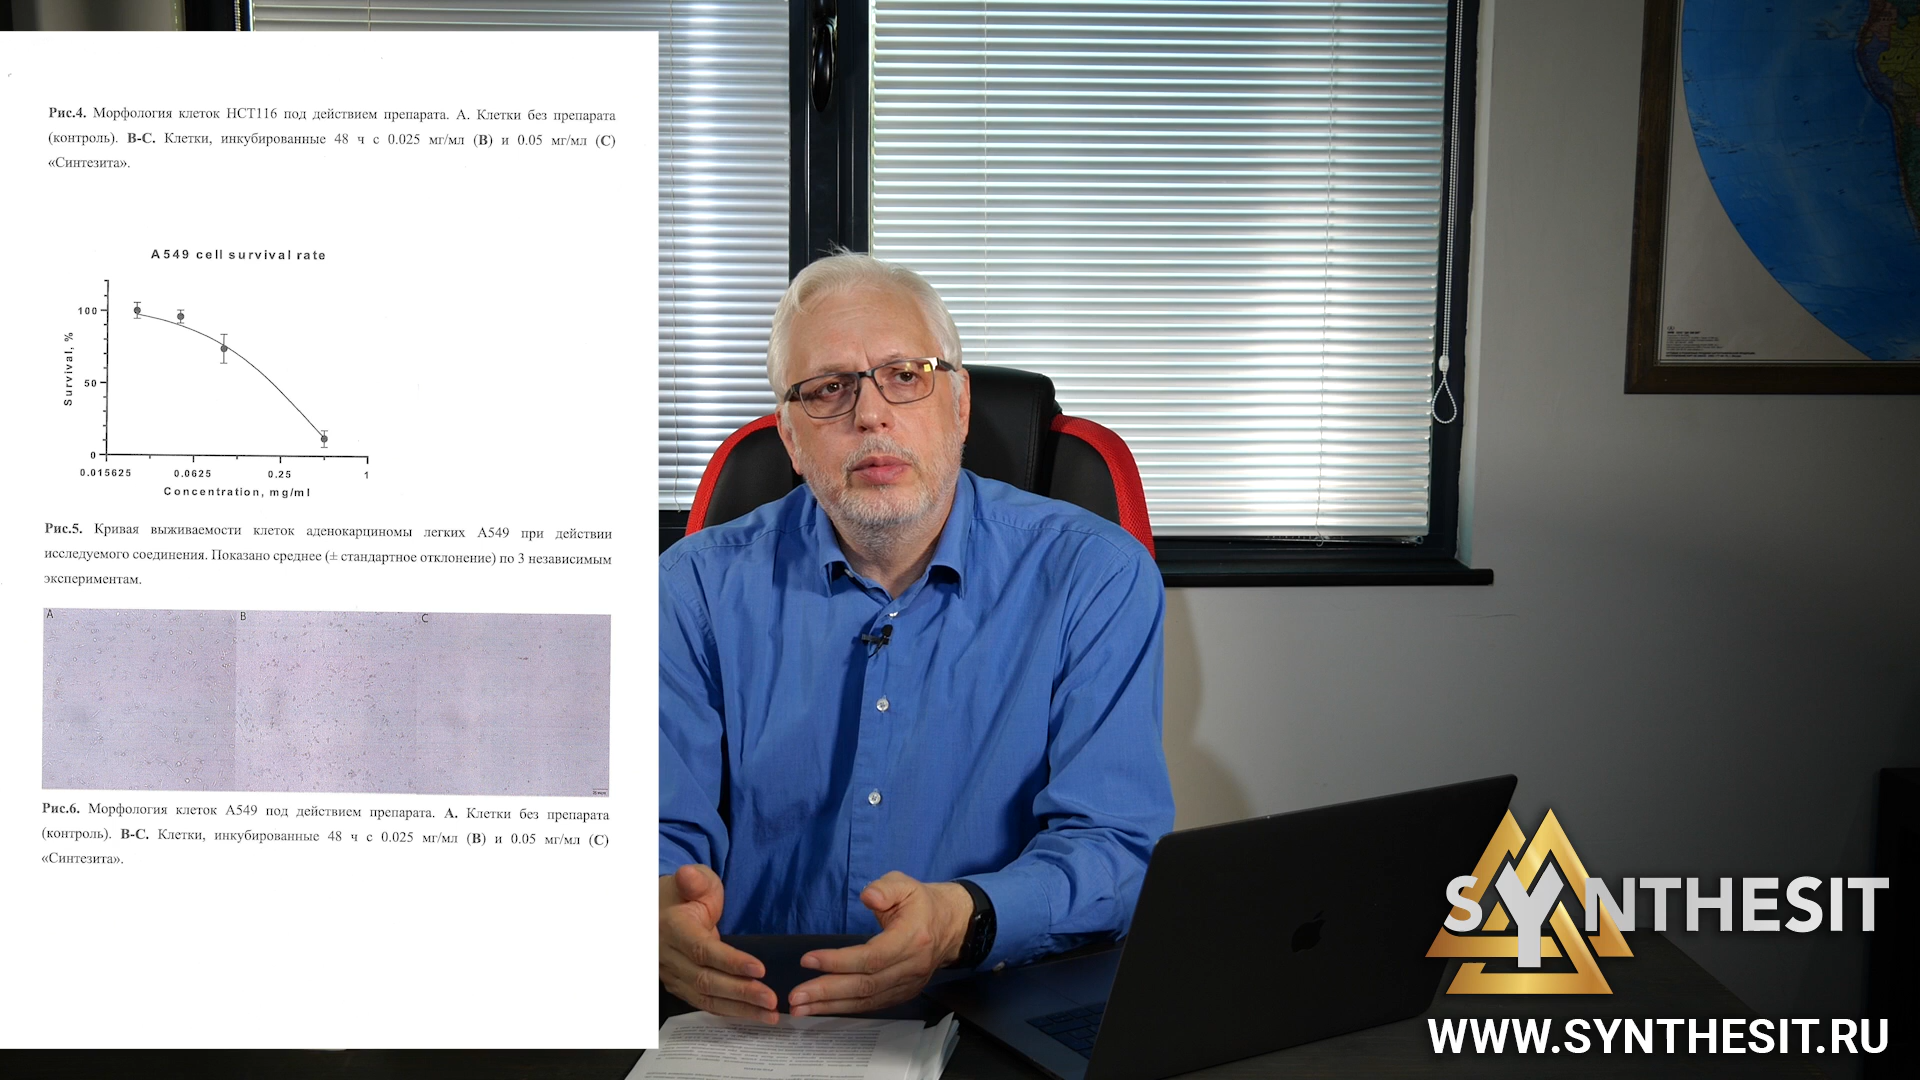 Рис.4. Морфология клеток HCT116 под действием препарата. А. Клетки без препарата
(контроль). B-C. Клетки, инкубированные 48 ч с 0.025 мг/мл (B) и 0.05 мг/мл (C)
«Синтезита».
A549 cell survival rate
100
50
0
Survival, %
0.015625 0.0625 0.25 1
Concentration, mg/ml
Рис.5. Кривая выживаемости клеток аденокарциномы легких А549 при действии
исследуемого соединения. Показано среднее (± стандартное отклонение) по 3 независимым
экспериментам.
A B C
Рис.6. Морфология клеток А549 под действием препарата. А. Клетки без препарата
(контроль). B-C. Клетки, инкубированные 48 ч с 0.025 мг/мл (B) и 0.05 мг/мл (C)
«Синтезита».
SYNTHESIT
WWW.SYNTHESIT.RU